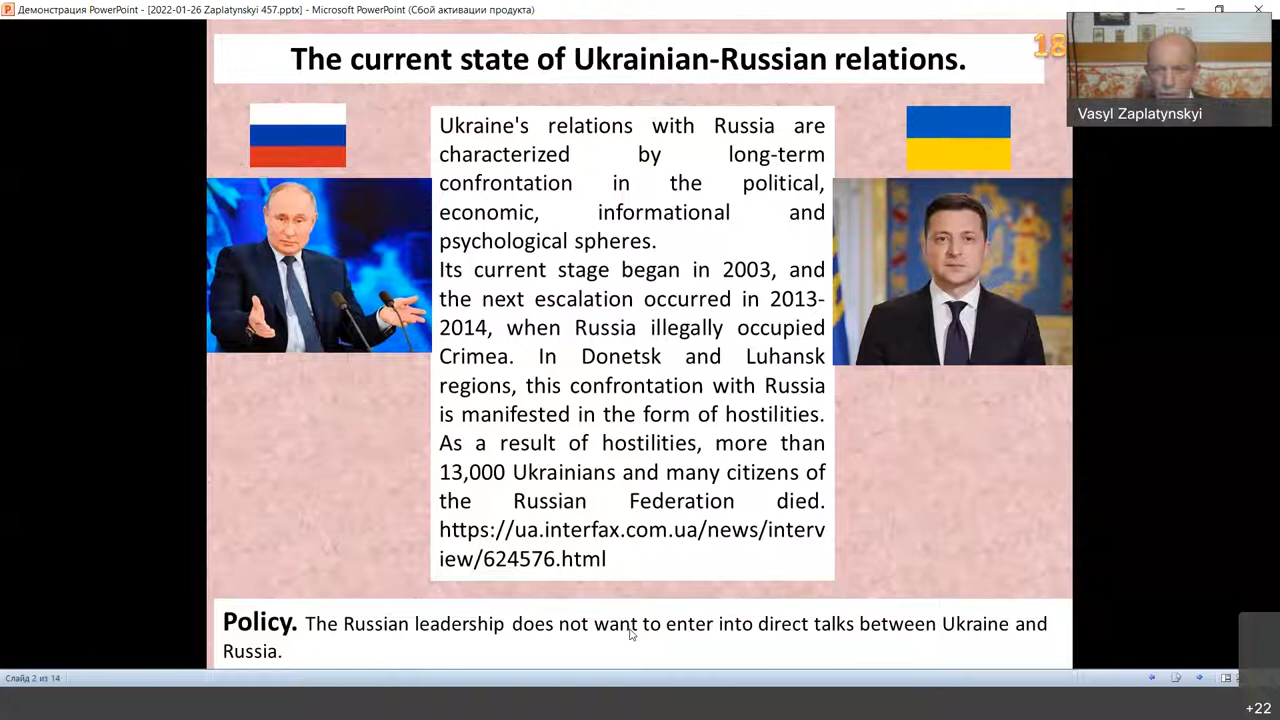 Демонстрация PowerPoint - [2022-01-26 Zaplatynskyi 457.pptx] - Microsoft PowerPoint (Сбой активации продукта)
The current state of Ukrainian-Russian relations.
18
Vasyl Zaplatynskyi
Ukraine's relations with Russia are
characterized by long-term
confrontation in the political,
economic, informational and
psychological spheres.
Its current stage began in 2003, and
the next escalation occurred in 2013-
2014, when Russia illegally occupied
Crimea. In Donetsk and Luhansk
regions, this confrontation with Russia
is manifested in the form of hostilities.
As a result of hostilities, more than
13,000 Ukrainians and many citizens of
the Russian Federation died.
https://ua.interfax.com.ua/news/interv
iew/624576.html
Policy. The Russian leadership does not want to enter into direct talks between Ukraine and
Russia.
Слайд 2 из 14
+22